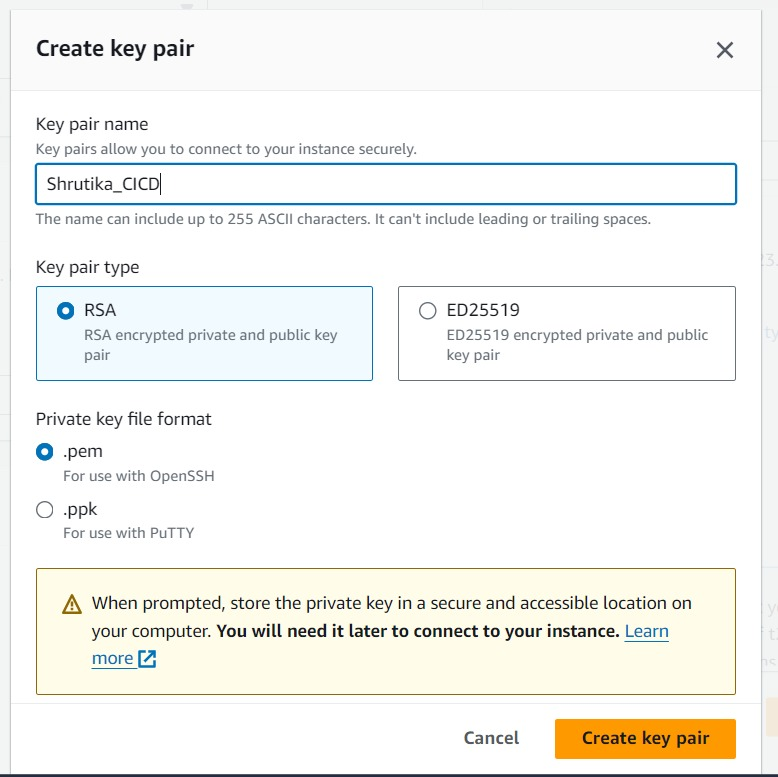 Create key pair
Key pair name
Key pairs allow you to connect to your instance securely.
Shrutika_CICD
The name can include up to 255 ASCII characters. It can't include leading or trailing spaces.
Key pair type
RSA
RSA encrypted private and public key
pair
ED25519
ED25519 encrypted private and public
key pair
Private key file format
.pem
For use with OpenSSH
.ppk
For use with PuTTY
When prompted, store the private key in a secure and accessible location on
your computer. You will need it later to connect to your instance. Learn
more
Cancel
Create key pair